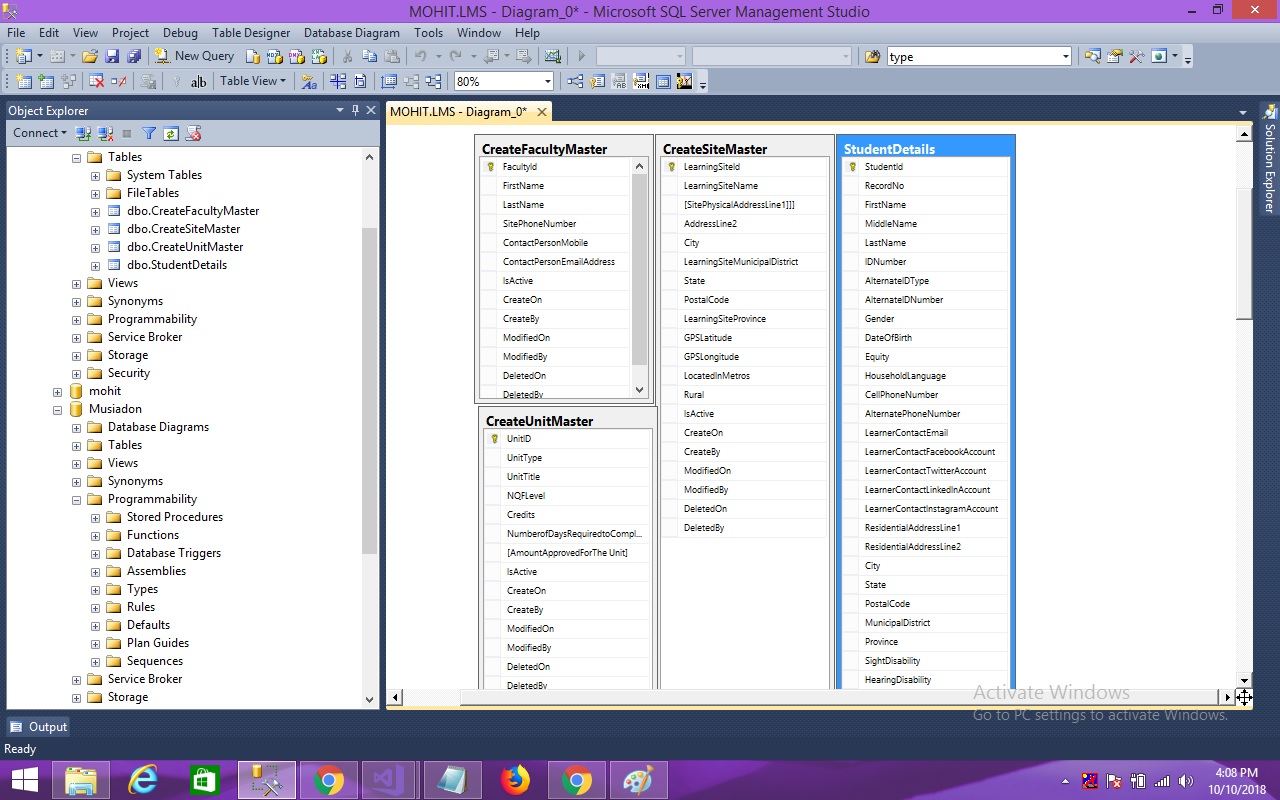 MOHIT.LMS - Diagram_0* - Microsoft SQL Server Management Studio
File Edit View Project Debug Table Designer Database Diagram Tools Window Help
New Query
type
a|b Table View 80%
Object Explorer
Connect
Tables
System Tables
FileTables
dbo.CreateFacultyMaster
dbo.CreateSiteMaster
dbo.CreateUnitMaster
dbo.StudentDetails
Views
Synonyms
Programmability
Service Broker
Storage
Security
mohit
Musiadon
Database Diagrams
Tables
Views
Synonyms
Programmability
Stored Procedures
Functions
Database Triggers
Assemblies
Types
Rules
Defaults
Plan Guides
Sequences
Service Broker
Storage
MOHIT.LMS - Diagram_0*
CreateFacultyMaster
FacultyId
FirstName
LastName
SitePhoneNumber
ContactPersonMobile
ContactPersonEmailAddress
IsActive
CreateOn
CreateBy
ModifiedOn
ModifiedBy
DeletedOn
DeletedBy
CreateUnitMaster
UnitID
UnitType
UnitTitle
NQFLevel
Credits
NumberofDaysRequiredtoCompl...
[AmountApprovedForThe Unit]
IsActive
CreateOn
CreateBy
ModifiedOn
ModifiedBy
DeletedOn
DeletedBy
CreateSiteMaster
LearningSiteId
LearningSiteName
[SitePhysicalAddressLine1]]]
AddressLine2
City
LearningSiteMunicipalDistrict
State
PostalCode
LearningSiteProvince
GPSLatitude
GPSLongitude
LocatedInMetros
Rural
IsActive
CreateOn
CreateBy
ModifiedOn
ModifiedBy
DeletedOn
DeletedBy
StudentDetails
StudentId
RecordNo
FirstName
MiddleName
LastName
IDNumber
AlternateIDType
AlternateIDNumber
Gender
DateOfBirth
Equity
HouseholdLanguage
CellPhoneNumber
AlternatePhoneNumber
LearnerContactEmail
LearnerContactFacebookAccount
LearnerContactTwitterAccount
LearnerContactLinkedInAccount
LearnerContactInstagramAccount
ResidentialAddressLine1
ResidentialAddressLine2
City
State
PostalCode
MunicipalDistrict
Province
SightDisability
HearingDisability
Solution Explorer
Activate Windows
Go to PC settings to activate Windows.
Output
Ready
4:08 PM
10/10/2018